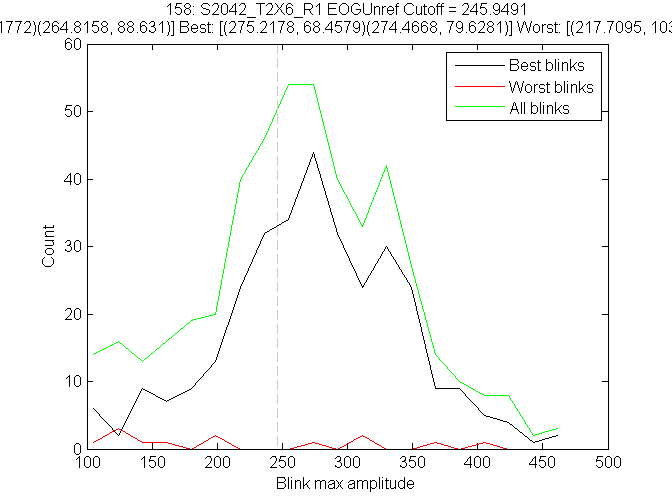 158: S2042_T2X6_R1 EOGUnref Cutoff = 245.9491
1772)(264.8158, 88.631)] Best: [(275.2178, 68.4579)(274.4668, 79.6281)] Worst: [(217.7095, 103
Best blinks
Worst blinks
All blinks
60
50
40
30
20
10
0
Count
100 150 200 250 300 350 400 450 500
Blink max amplitude